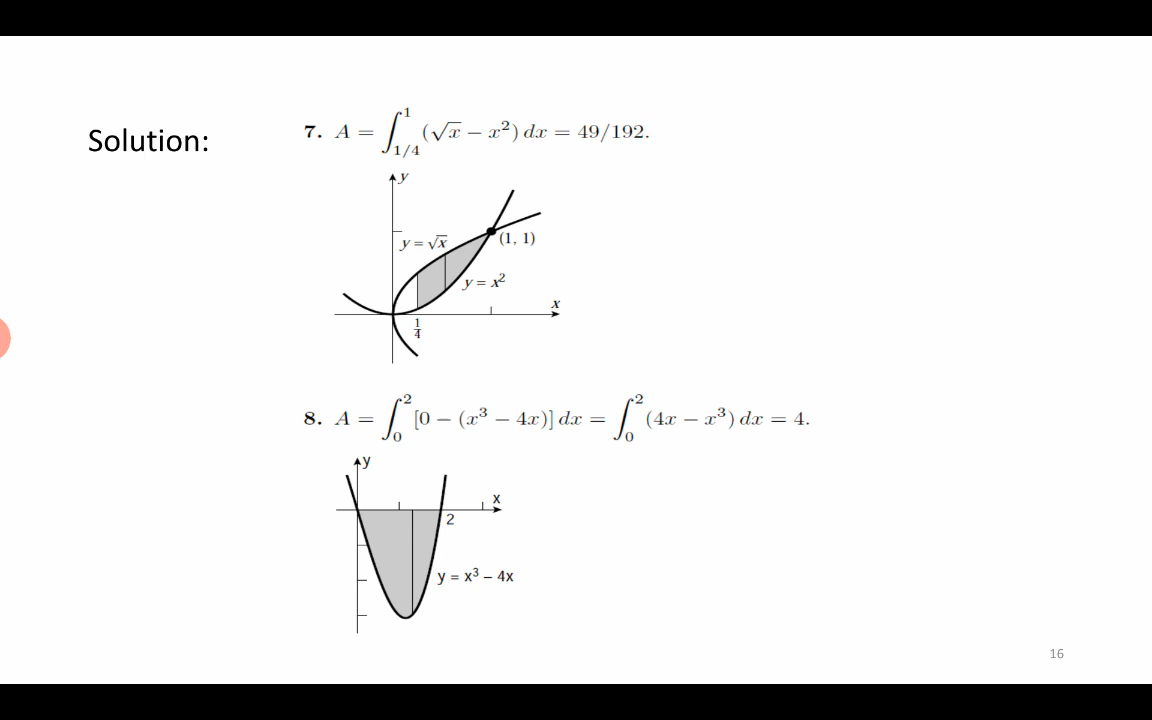 Solution:
7. A = ∫_{1/4}^{1} (√x − x²) dx = 49/192.
y
y = √x
(1, 1)
y = x²
x
1/4
8. A = ∫_{0}^{2} [0 − (x³ − 4x)] dx = ∫_{0}^{2} (4x − x³) dx = 4.
y
x
2
y = x³ – 4x
16